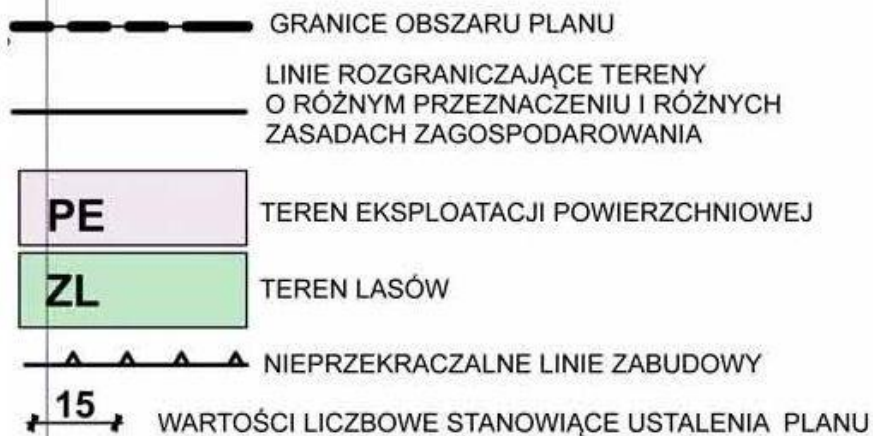 GRANICE OBSZARU PLANU
LINIE ROZGRANICZAJĄCE TERENY
O RÓŻNYM PRZEZNACZENIU I RÓŻNYCH
ZASADACH ZAGOSPODAROWANIA
PE TEREN EKSPLOATACJI POWIERZCHNIOWEJ
ZL TEREN LASÓW
NIEPRZEKRACZALNE LINIE ZABUDOWY
15 WARTOŚCI LICZBOWE STANOWIĄCE USTALENIA PLANU